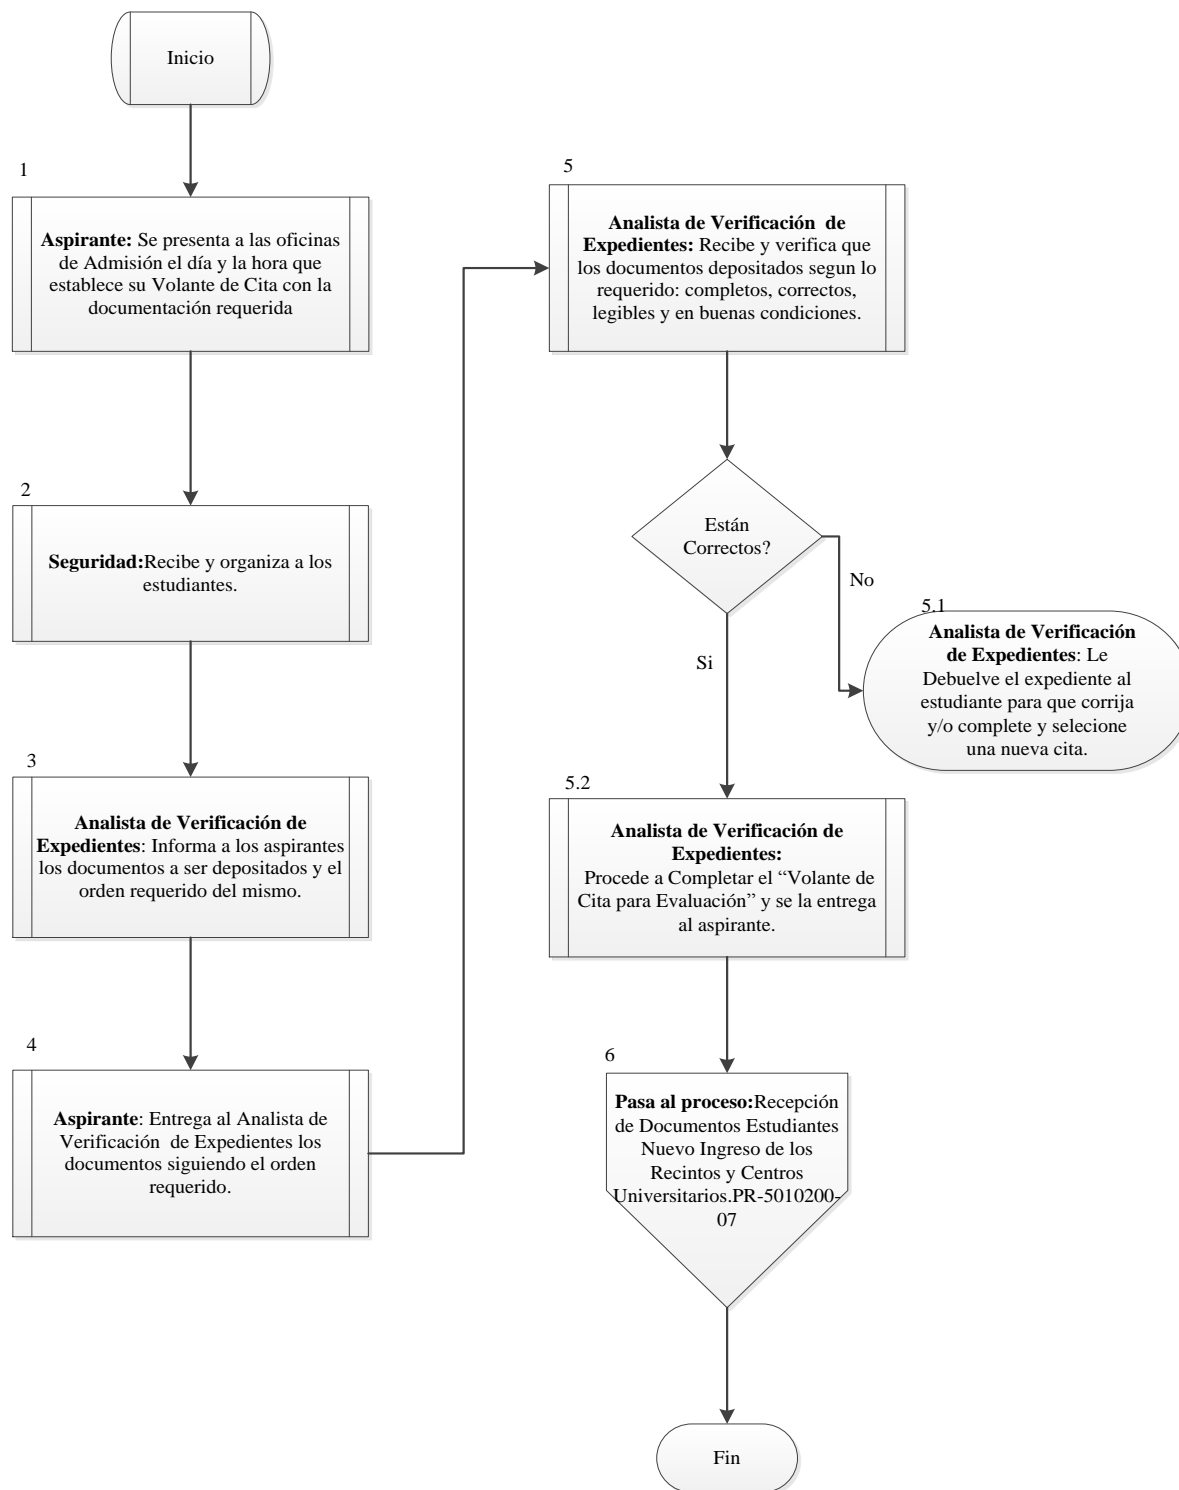 Inicio
1
Aspirante: Se presenta a las oficinas
de Admisión el día y la hora que
establece su Volante de Cita con la
documentación requerida
2
Seguridad:Recibe y organiza a los
estudiantes.
3
Analista de Verificación de
Expedientes: Informa a los aspirantes
los documentos a ser depositados y el
orden requerido del mismo.
4
Aspirante: Entrega al Analista de
Verificación  de Expedientes los
documentos siguiendo el orden
requerido.
5
Analista de Verificación  de
Expedientes: Recibe y verifica que
los documentos depositados segun lo
requerido: completos, correctos,
legibles y en buenas condiciones.
Están
Correctos?
No
Si
5.1
Analista de Verificación
de Expedientes: Le
Debuelve el expediente al
estudiante para que corrija
y/o complete y selecione
una nueva cita.
5.2
Analista de Verificación de
Expedientes:
Procede a Completar el “Volante de
Cita para Evaluación” y se la entrega
al aspirante.
6
Pasa al proceso:Recepción
de Documentos Estudiantes
Nuevo Ingreso de los
Recintos y Centros
Universitarios.PR-5010200-
07
Fin